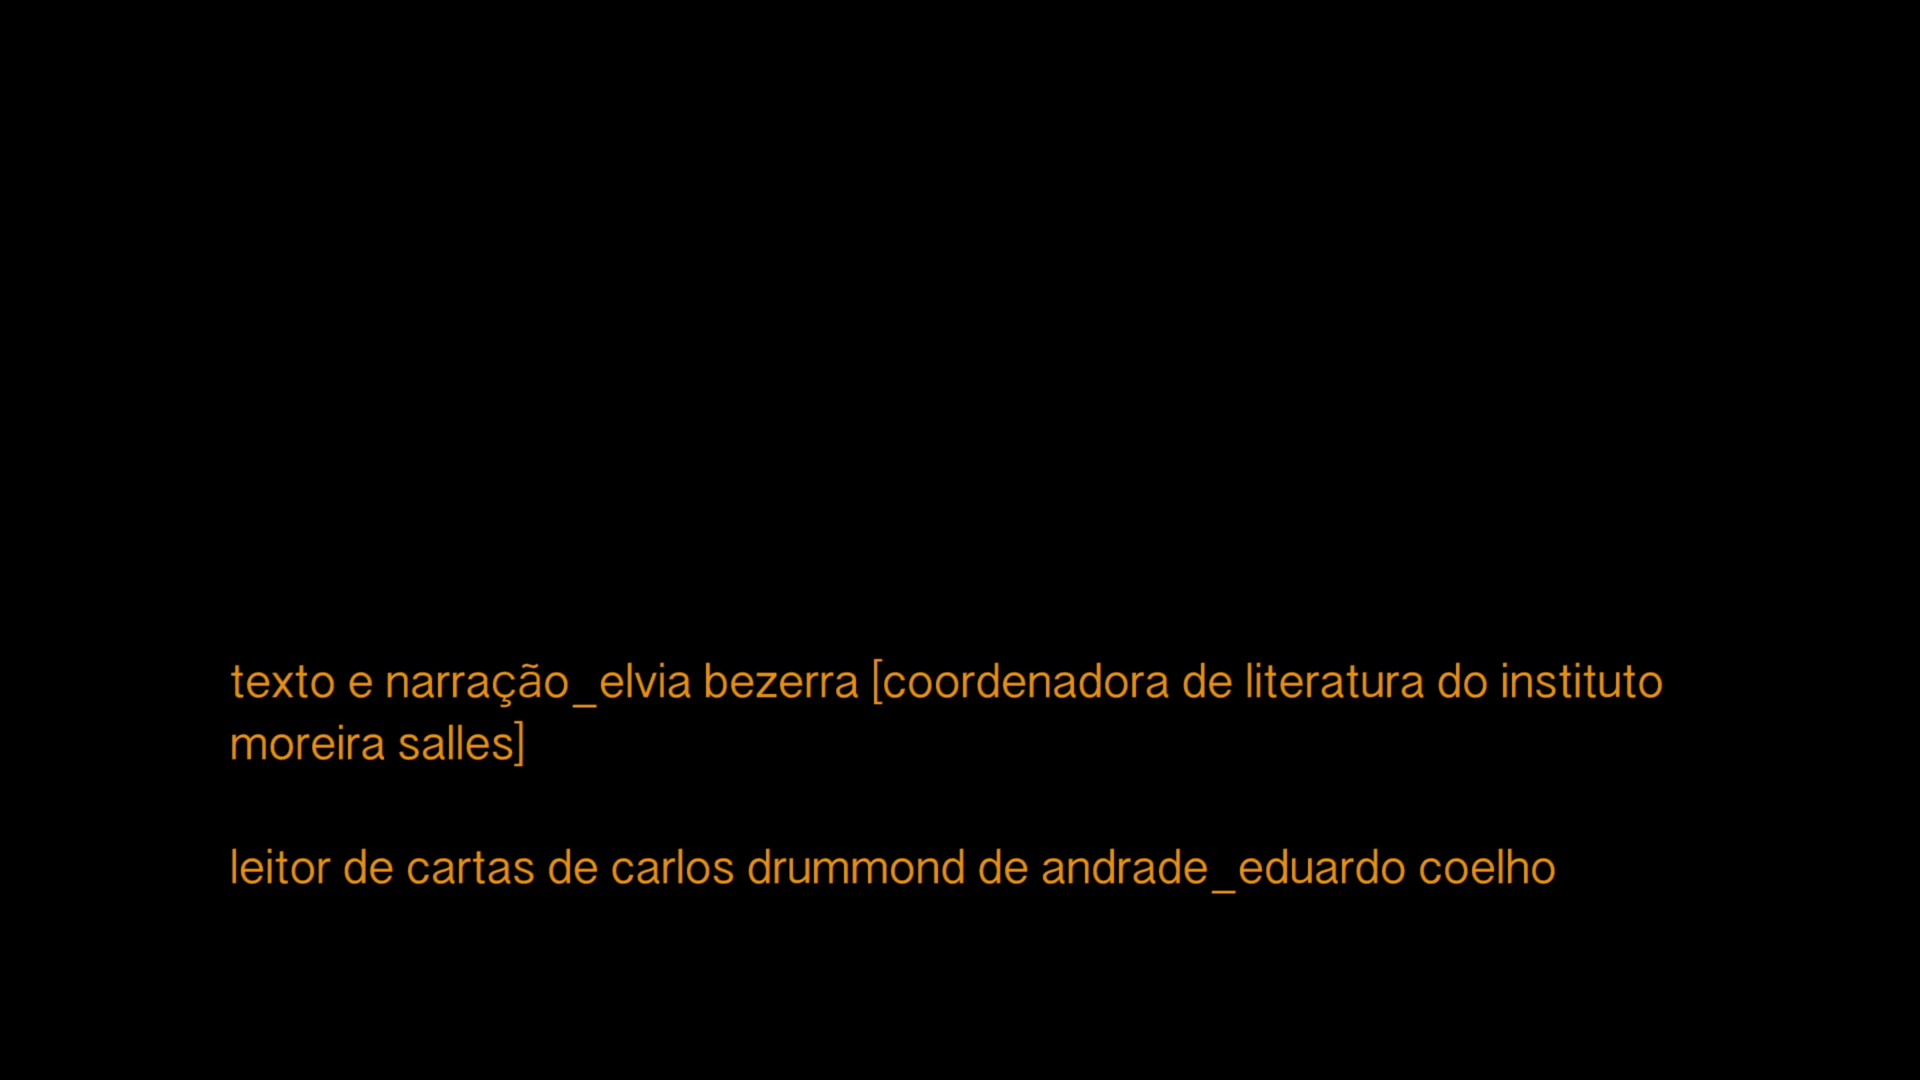 texto e narração_elvia bezerra [coordenadora de literatura do instituto
moreira salles]
leitor de cartas de carlos drummond de andrade_eduardo coelho